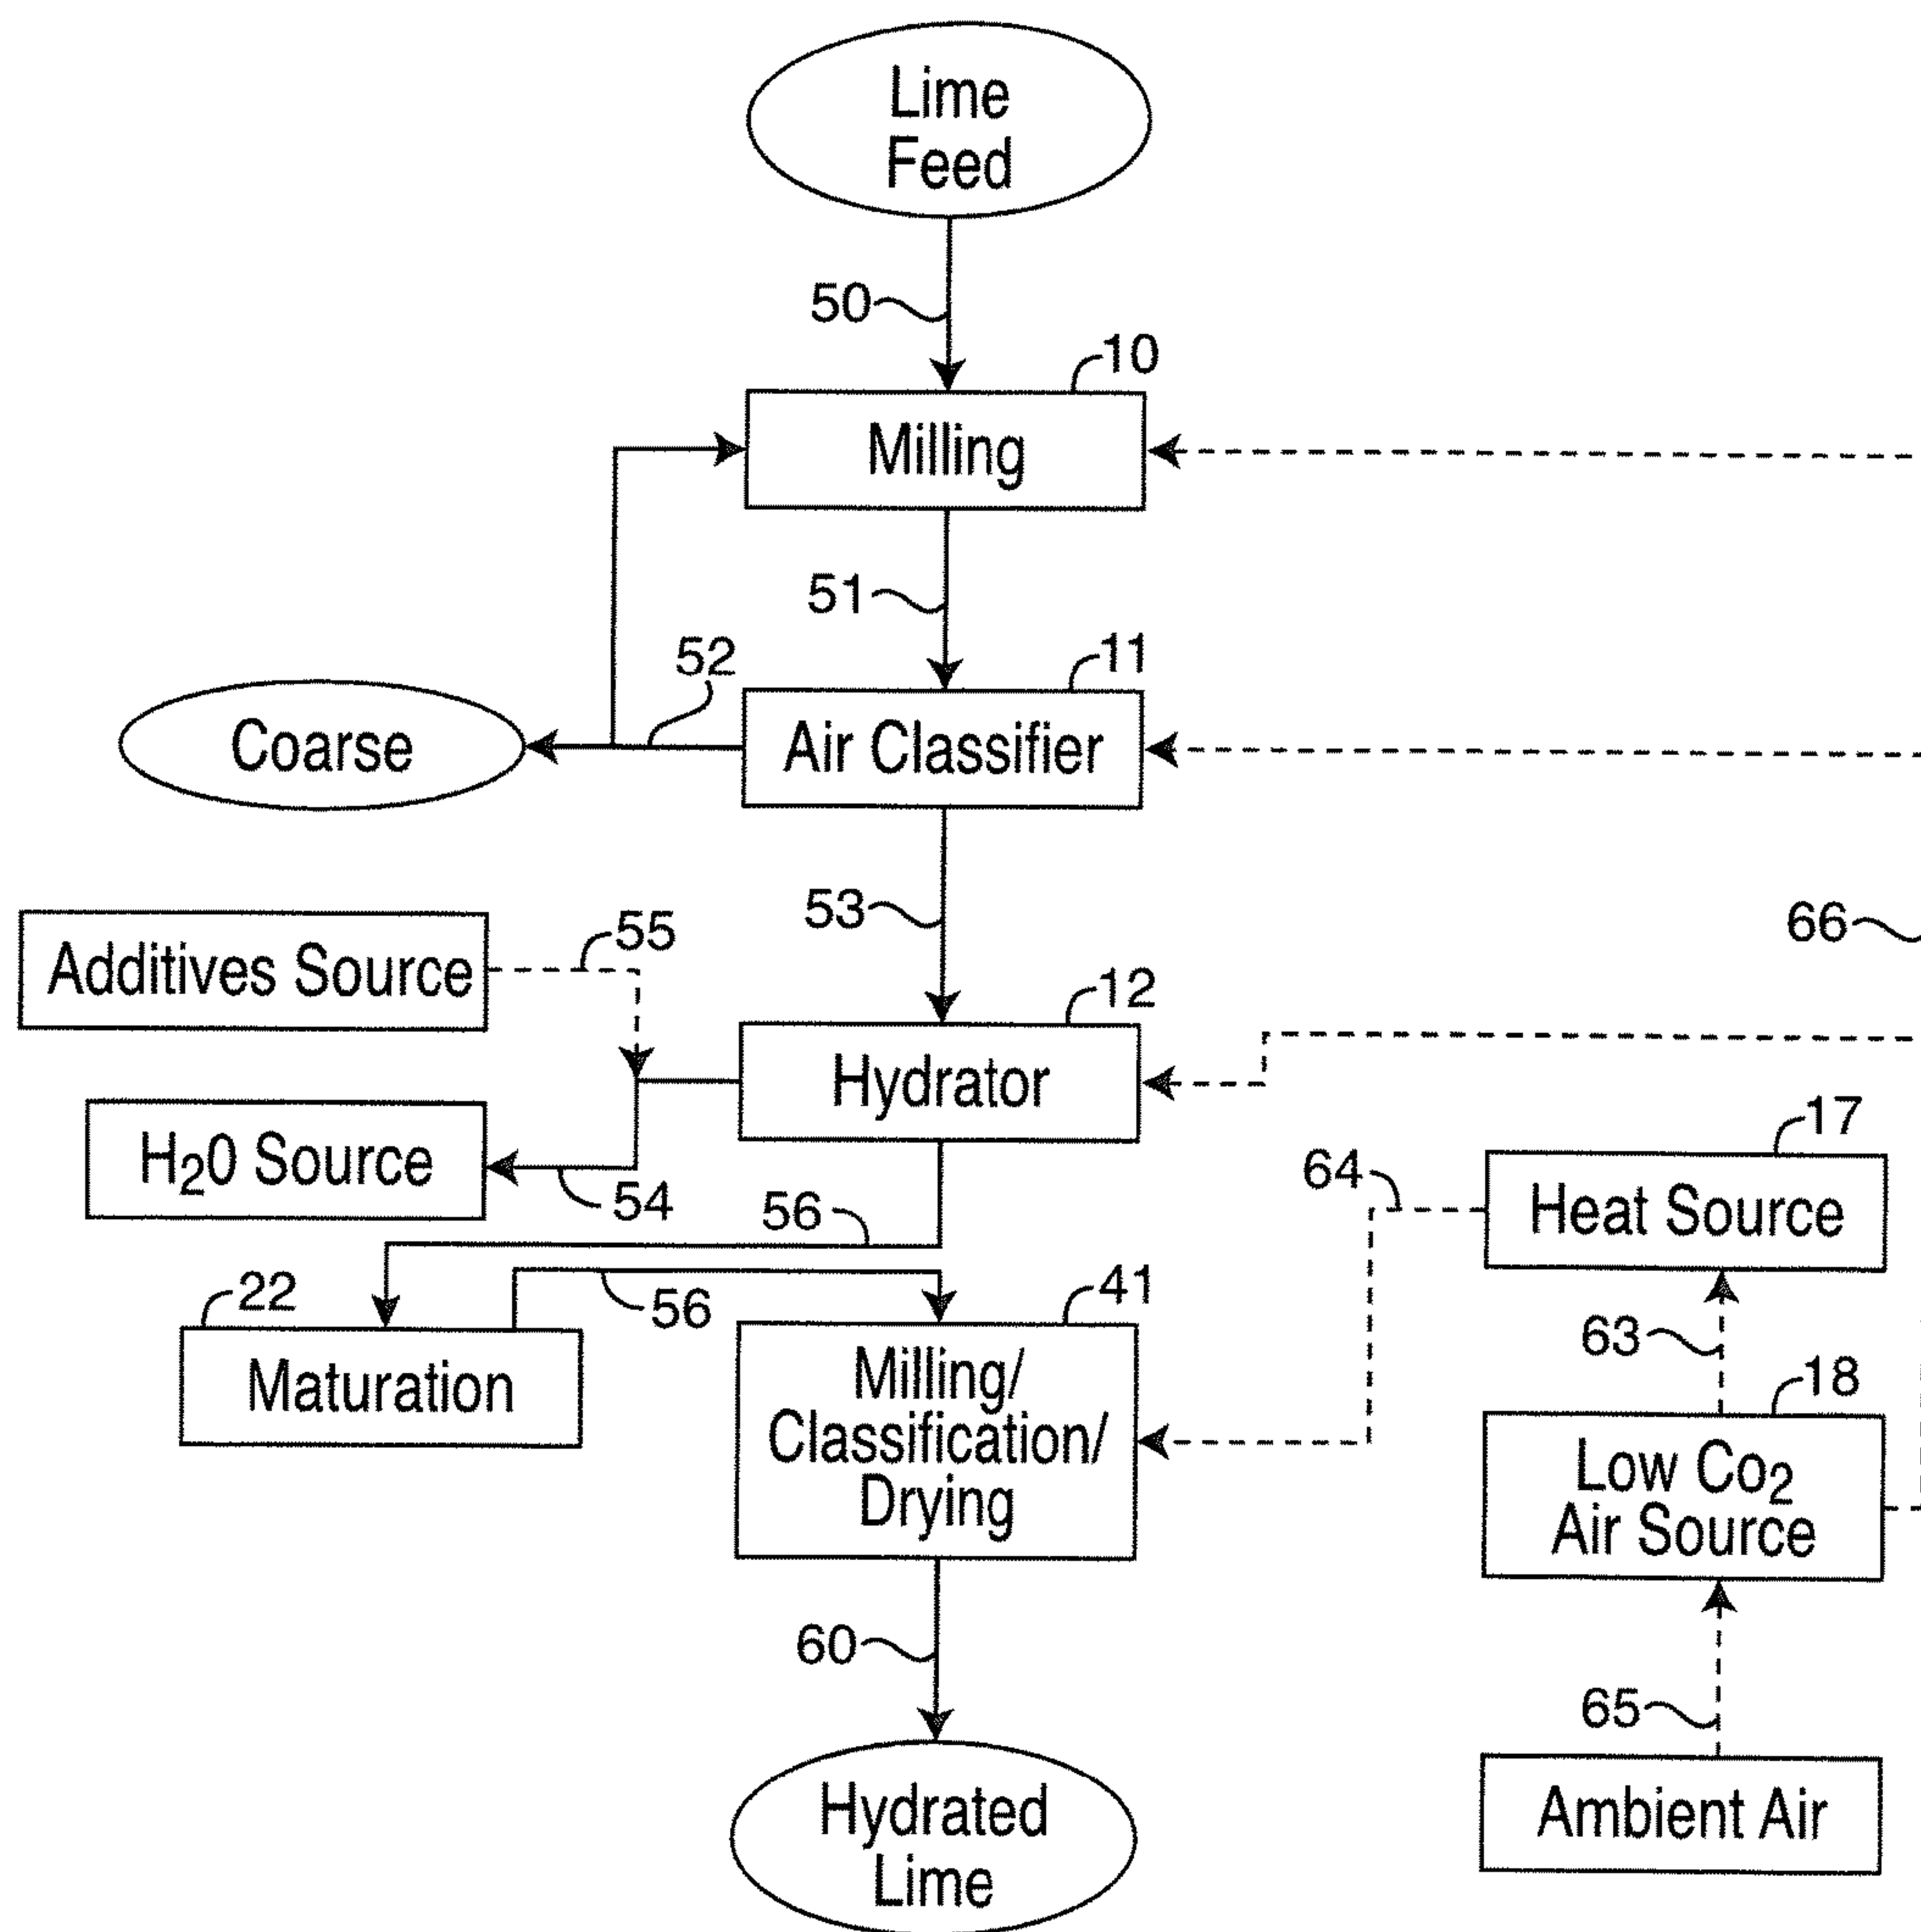 Lime
Feed
50
10
Milling
51
52
11
Coarse
Air Classifier
53
66
Additives Source
55
12
Hydrator
H₂0 Source
54
17
64
Heat Source
56
22
56
41
63
Maturation
Milling/
Classification/
Drying
18
Low Co₂
Air Source
60
65
Hydrated
Lime
Ambient Air